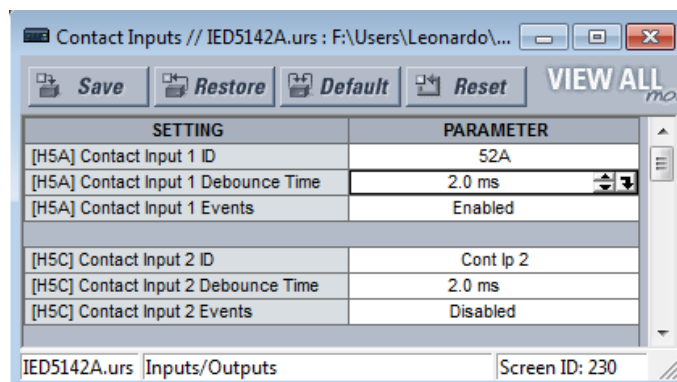 Contact Inputs // IED5142A.urs : F:\Users\Leonardo\...
Save Restore Default Reset VIEW ALL
mo
SETTING PARAMETER
[H5A] Contact Input 1 ID 52A
[H5A] Contact Input 1 Debounce Time 2.0 ms
[H5A] Contact Input 1 Events Enabled
[H5C] Contact Input 2 ID Cont Ip 2
[H5C] Contact Input 2 Debounce Time 2.0 ms
[H5C] Contact Input 2 Events Disabled
IED5142A.urs Inputs/Outputs Screen ID: 230